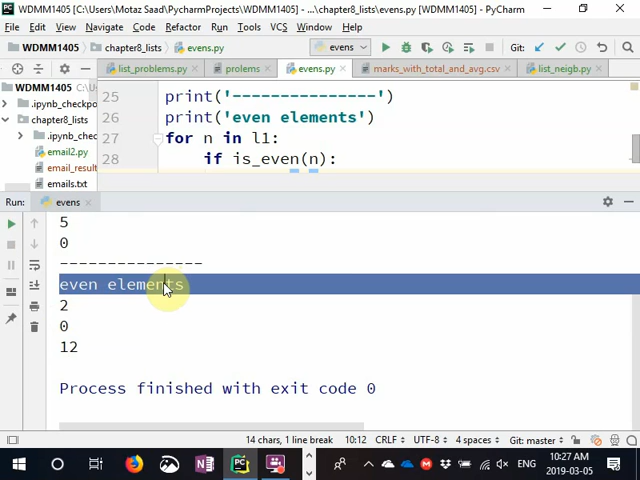 WDMM1405 [C:\Users\Motaz Saad\PycharmProjects\WDMM1405] - ...\chapter8_lists\evens.py - PyCharm
File Edit View Navigate Code Refactor Run Tools VCS Window Help
WDMM1405 chapter8_lists evens.py evens Git:
list_problems.py prolems evens.py marks_with_total_and_avg.csv list_neigb.py
WDMM1405
.ipynb_checkpo
chapter8_lists
.ipynb_che
email2.py
email_result
emails.txt
25 print('---------------')
26 print('even elements')
27 for n in l1:
28 if is_even(n):
Run: evens
5
0
---------------
even elements
2
0
12
Process finished with exit code 0
14 chars, 1 line break 10:12 CRLF UTF-8 4 spaces Git: master
ENG
10:27 AM
2019-03-05